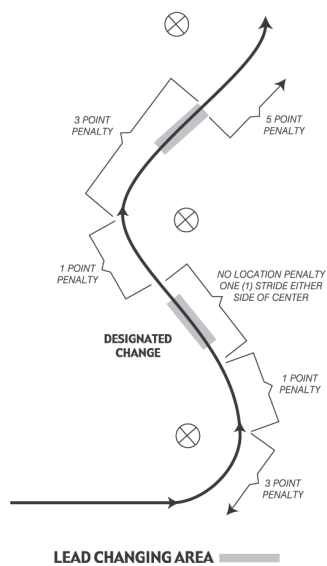 3 POINT
PENALTY
5 POINT
PENALTY
1 POINT
PENALTY
NO LOCATION PENALTY
ONE (1) STRIDE EITHER
SIDE OF CENTER
DESIGNATED
CHANGE
1 POINT
PENALTY
3 POINT
PENALTY
LEAD CHANGING AREA